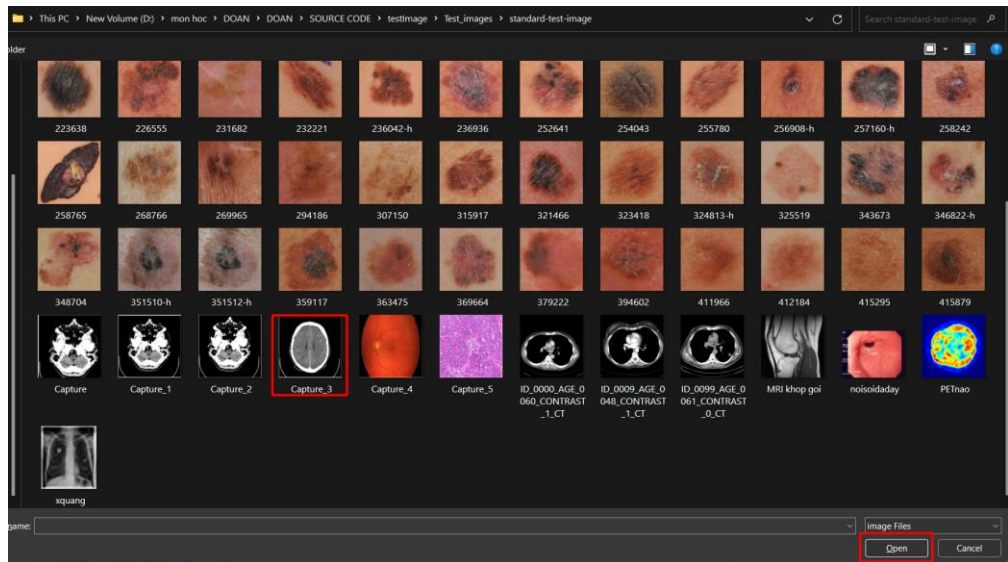 This PC > New Volume (D:) > mon hoc > DOAN > DOAN > SOURCE CODE > testImage > Test_images > standard-test-image
Search standard-test-image
older
223638 226555 231682 232221 236042-h 236936 252641 254043 255780 256908-h 257160-h 258242
258765 268766 269965 294186 307150 315917 321466 323418 324813-h 325519 343673 346822-h
348704 351510-h 351512-h 359117 363475 369664 379222 394602 411966 412184 415295 415879
Capture Capture_1 Capture_2 Capture_3 Capture_4 Capture_5 ID_0000_AGE_0 ID_0009_AGE_0 ID_0099_AGE_0 MRI khop goi noisoidaday PETnao
060_CONTRAST 048_CONTRAST 061_CONTRAST
_1_CT _1_CT _0_CT
xquang
name:
image Files
Open Cancel